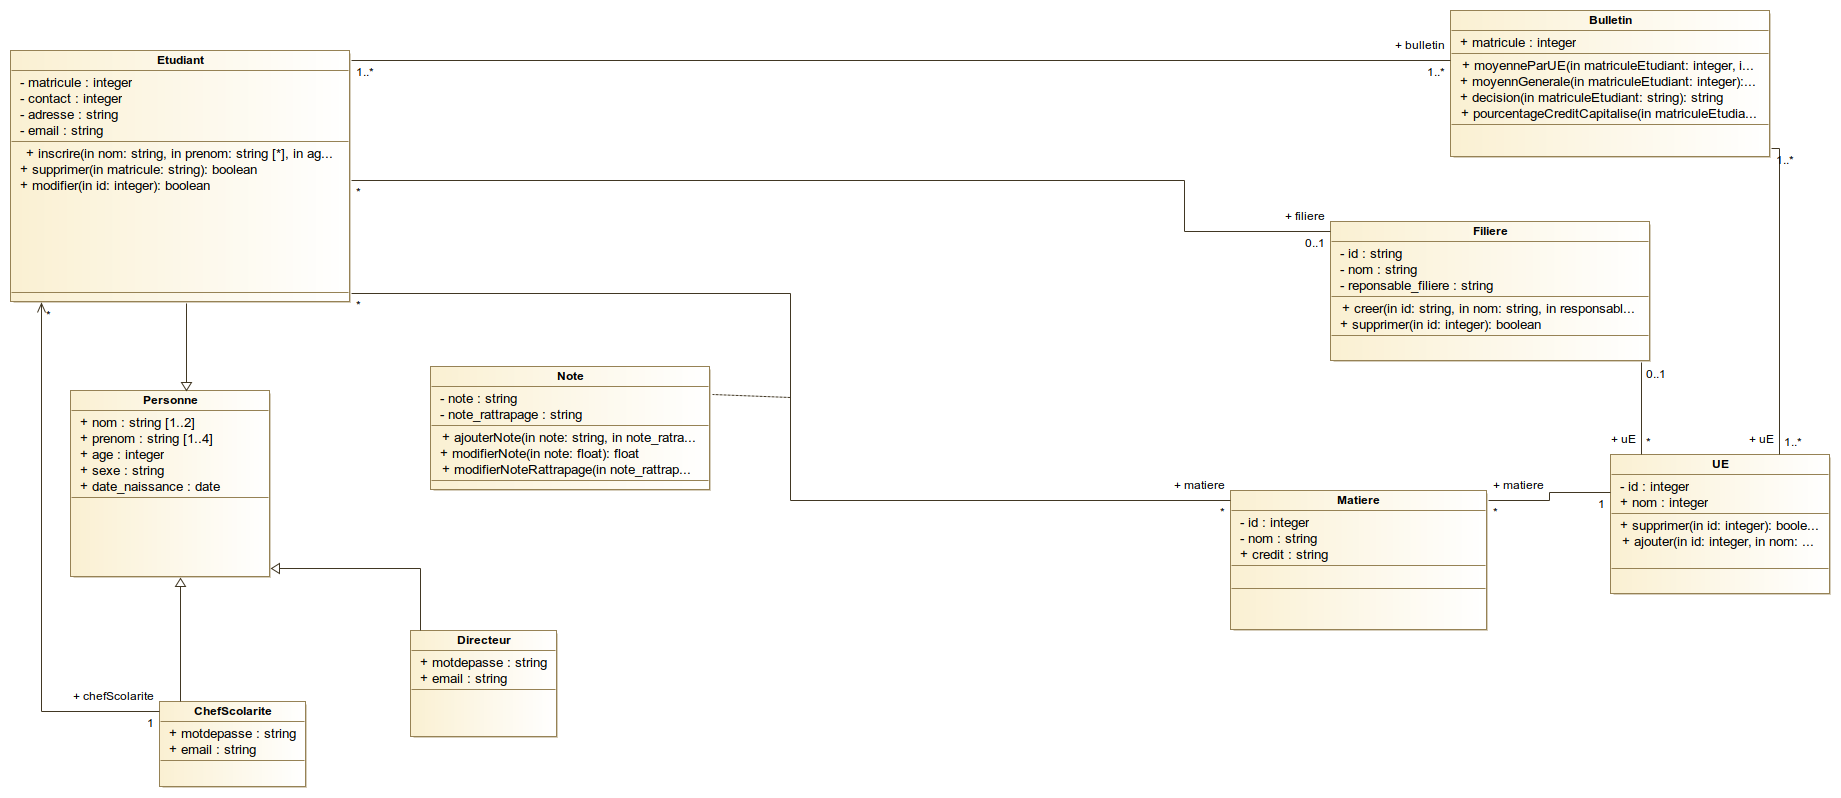 Etudiant
- matricule : integer
- contact : integer
- adresse : string
- email : string
+ inscrire(in nom: string, in prenom: string [*], in ag...
+ supprimer(in matricule: string): boolean
+ modifier(in id: integer): boolean
1..*
+ bulletin
1..*
Bulletin
+ matricule : integer
+ moyenneParUE(in matriculeEtudiant: integer, i...
+ moyennGenerale(in matriculeEtudiant: integer):...
+ decision(in matriculeEtudiant: string): string
+ pourcentageCreditCapitalise(in matriculeEtudia...
1..*
*
+ filiere
0..1
Filiere
- id : string
- nom : string
- reponsable_filiere : string
+ creer(in id: string, in nom: string, in responsabl...
+ supprimer(in id: integer): boolean
0..1
*
*
Note
- note : string
- note_rattrapage : string
+ ajouterNote(in note: string, in note_ratra...
+ modifierNote(in note: float): float
+ modifierNoteRattrapage(in note_rattrap...
Personne
+ nom : string [1..2]
+ prenom : string [1..4]
+ age : integer
+ sexe : string
+ date_naissance : date
+ uE
*
+ uE
1..*
UE
- id : integer
+ nom : integer
+ supprimer(in id: integer): boole...
+ ajouter(in id: integer, in nom: ...
+ matiere
*
Matiere
- id : integer
- nom : string
+ credit : string
+ matiere
*
1
Directeur
+ motdepasse : string
+ email : string
+ chefScolarite
1
ChefScolarite
+ motdepasse : string
+ email : string